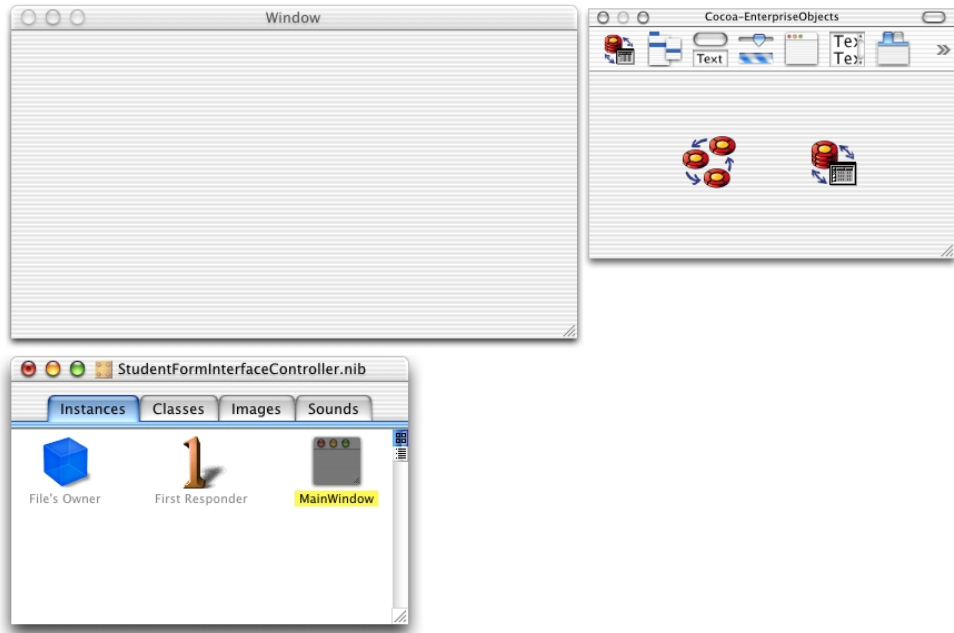 Window
Cocoa-EnterpriseObjects
Text
StudentFormInterfaceController.nib
Instances
Classes
Images
Sounds
File's Owner
First Responder
MainWindow